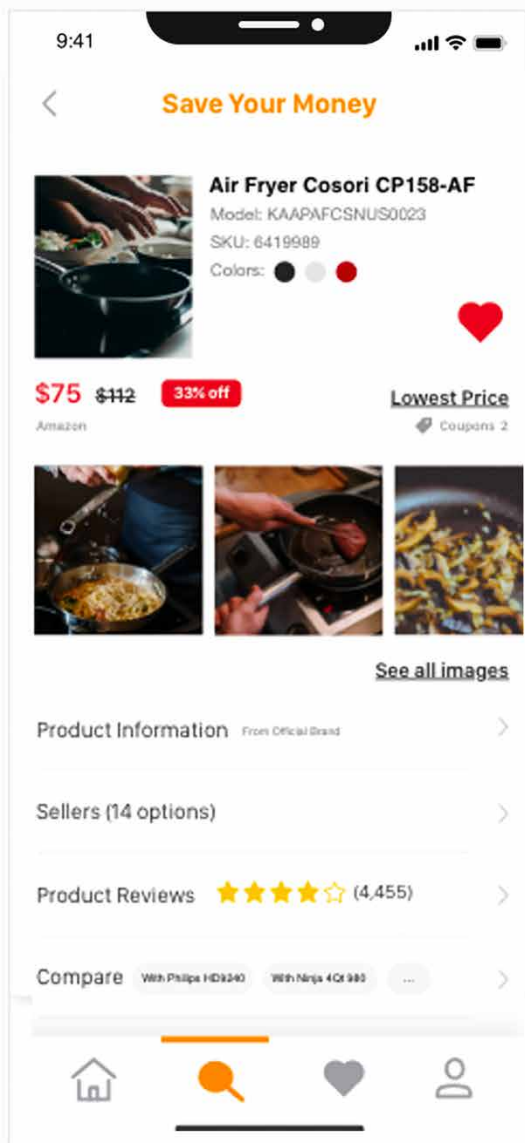 9:41
Save Your Money
Air Fryer Cosori CP158-AF
Model: KAAPAFCSNUS0023
SKU: 6419989
Colors:
$75 $112 33% off
Lowest Price
Amazon
Coupons 2
See all images
Product Information From Official Brand
Sellers (14 options)
Product Reviews (4,455)
Compare With Philips HD9240 With Ninja 4Qt 980 ...